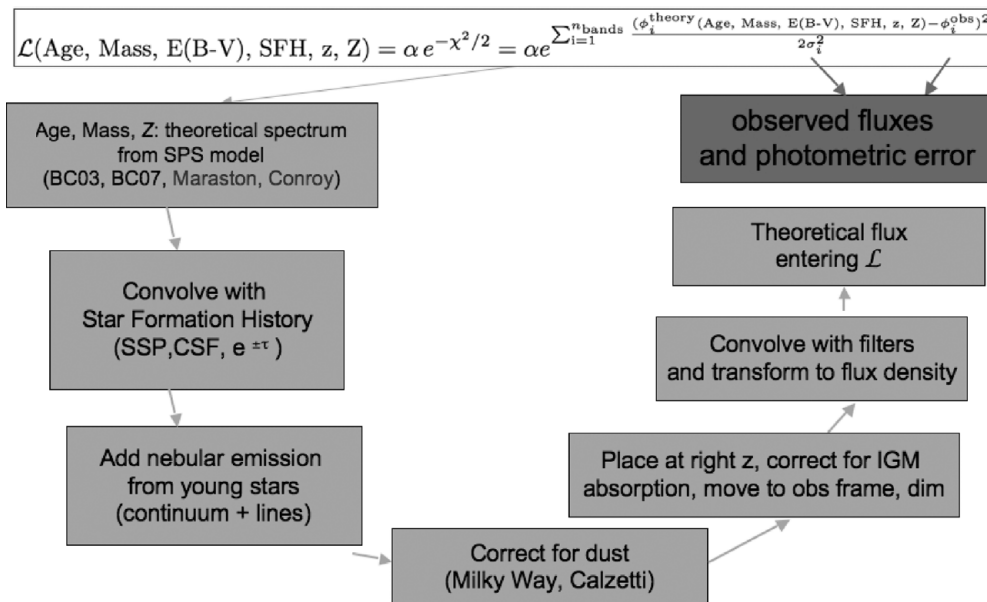 ℒ(Age, Mass, E(B-V), SFH, z, Z) = α e^{−χ²/2} = αe^{∑_{i=1}^{n_bands} (ϕ_i^theory(Age, Mass, E(B-V), SFH, z, Z)−ϕ_i^obs)² / 2σ_i²}
Age, Mass, Z: theoretical spectrum
from SPS model
(BC03, BC07, Maraston, Conroy)
Convolve with
Star Formation History
(SSP,CSF, e ^{±τ} )
Add nebular emission
from young stars
(continuum + lines)
Correct for dust
(Milky Way, Calzetti)
Place at right z, correct for IGM
absorption, move to obs frame, dim
Convolve with filters
and transform to flux density
Theoretical flux
entering ℒ
observed fluxes
and photometric error